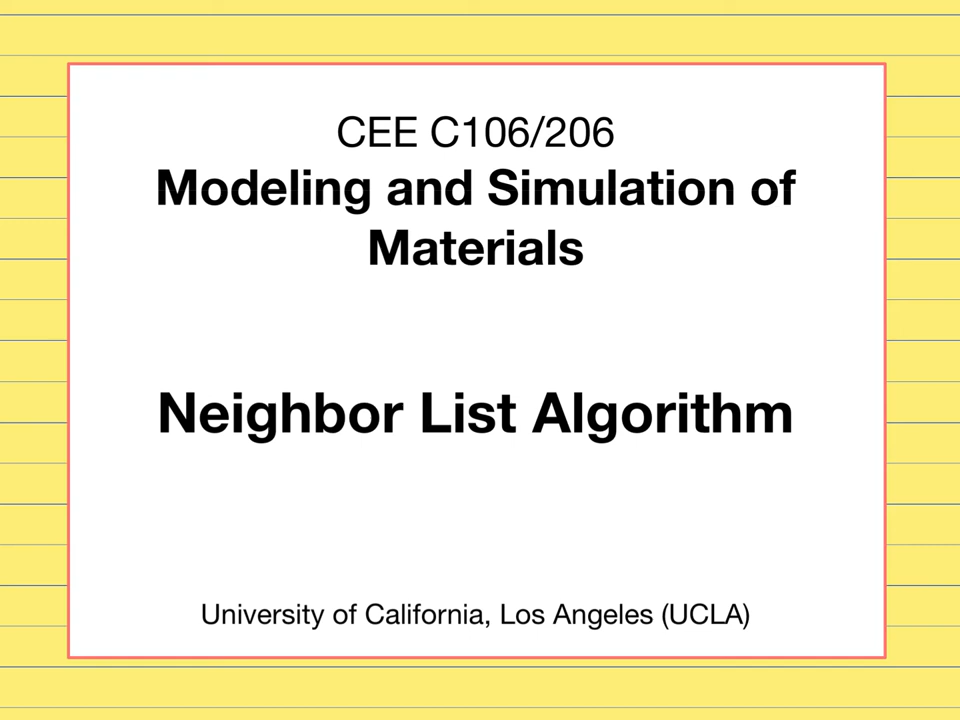 CEE C106/206
Modeling and Simulation of
Materials
Neighbor List Algorithm
University of California, Los Angeles (UCLA)